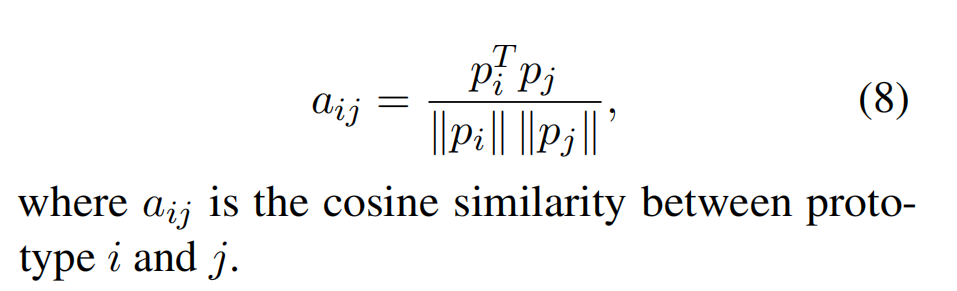 a_{ij} = \frac{p_i^T p_j}{\|p_i\| \|p_j\|}, (8)
where a_{ij} is the cosine similarity between proto-
type i and j.